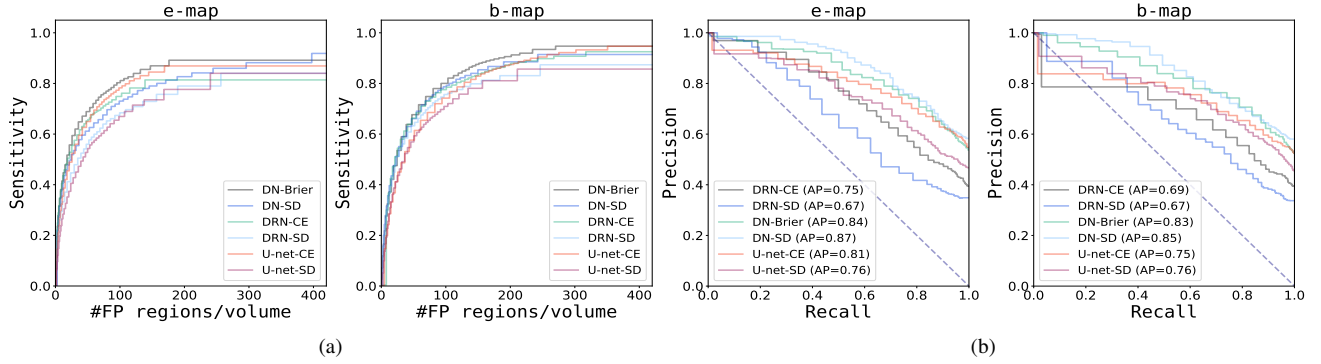 e-map
1.0
0.8
0.6
0.4
0.2
0.0
Sensitivity
DN-Brier
DN-SD
DRN-CE
DRN-SD
U-net-CE
U-net-SD
0 100 200 300 400
#FP regions/volume
b-map
1.0
0.8
0.6
0.4
0.2
0.0
Sensitivity
DN-Brier
DN-SD
DRN-CE
DRN-SD
U-net-CE
U-net-SD
0 100 200 300 400
#FP regions/volume
(a)
e-map
1.0
0.8
0.6
0.4
0.2
0.0
Precision
DRN-CE (AP=0.75)
DRN-SD (AP=0.67)
DN-Brier (AP=0.84)
DN-SD (AP=0.87)
U-net-CE (AP=0.81)
U-net-SD (AP=0.76)
0.0 0.2 0.4 0.6 0.8 1.0
Recall
b-map
1.0
0.8
0.6
0.4
0.2
0.0
Precision
DRN-CE (AP=0.69)
DRN-SD (AP=0.67)
DN-Brier (AP=0.83)
DN-SD (AP=0.85)
U-net-CE (AP=0.75)
U-net-SD (AP=0.76)
0.0 0.2 0.4 0.6 0.8 1.0
Recall
(b)